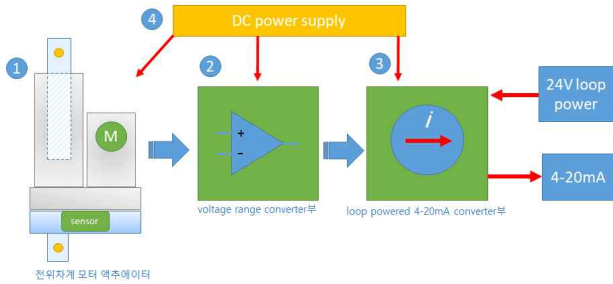 4
DC power supply
1
2
3
M
+
-
i
24V loop
power
4-20mA
sensor
voltage range converter부
loop powered 4-20mA converter부
전위차계 모터 액추에이터